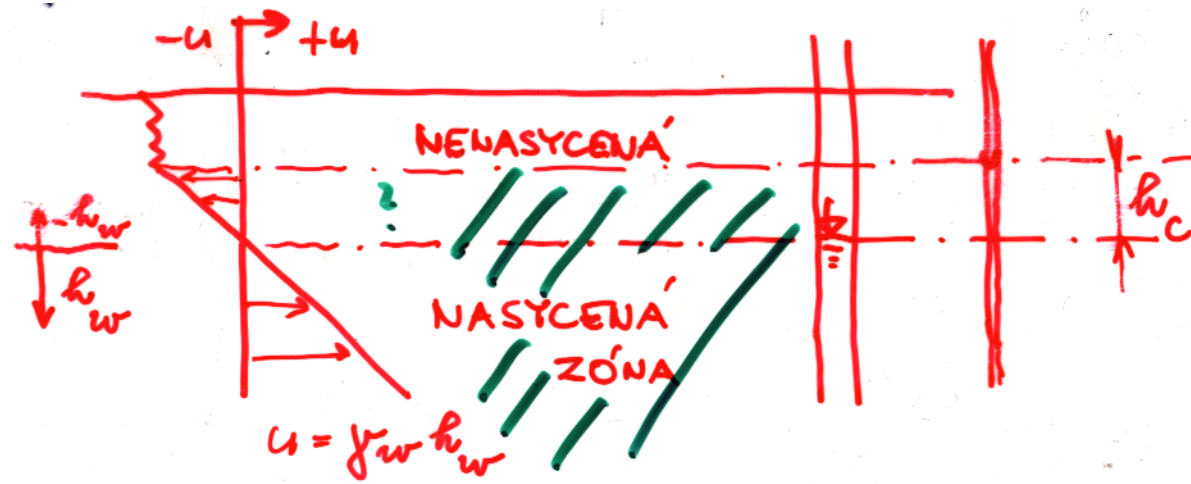 -u +u
NENASYCENÁ
?
-hw
hc
hw
NASYCENÁ
ZÓNA
u = γw hw